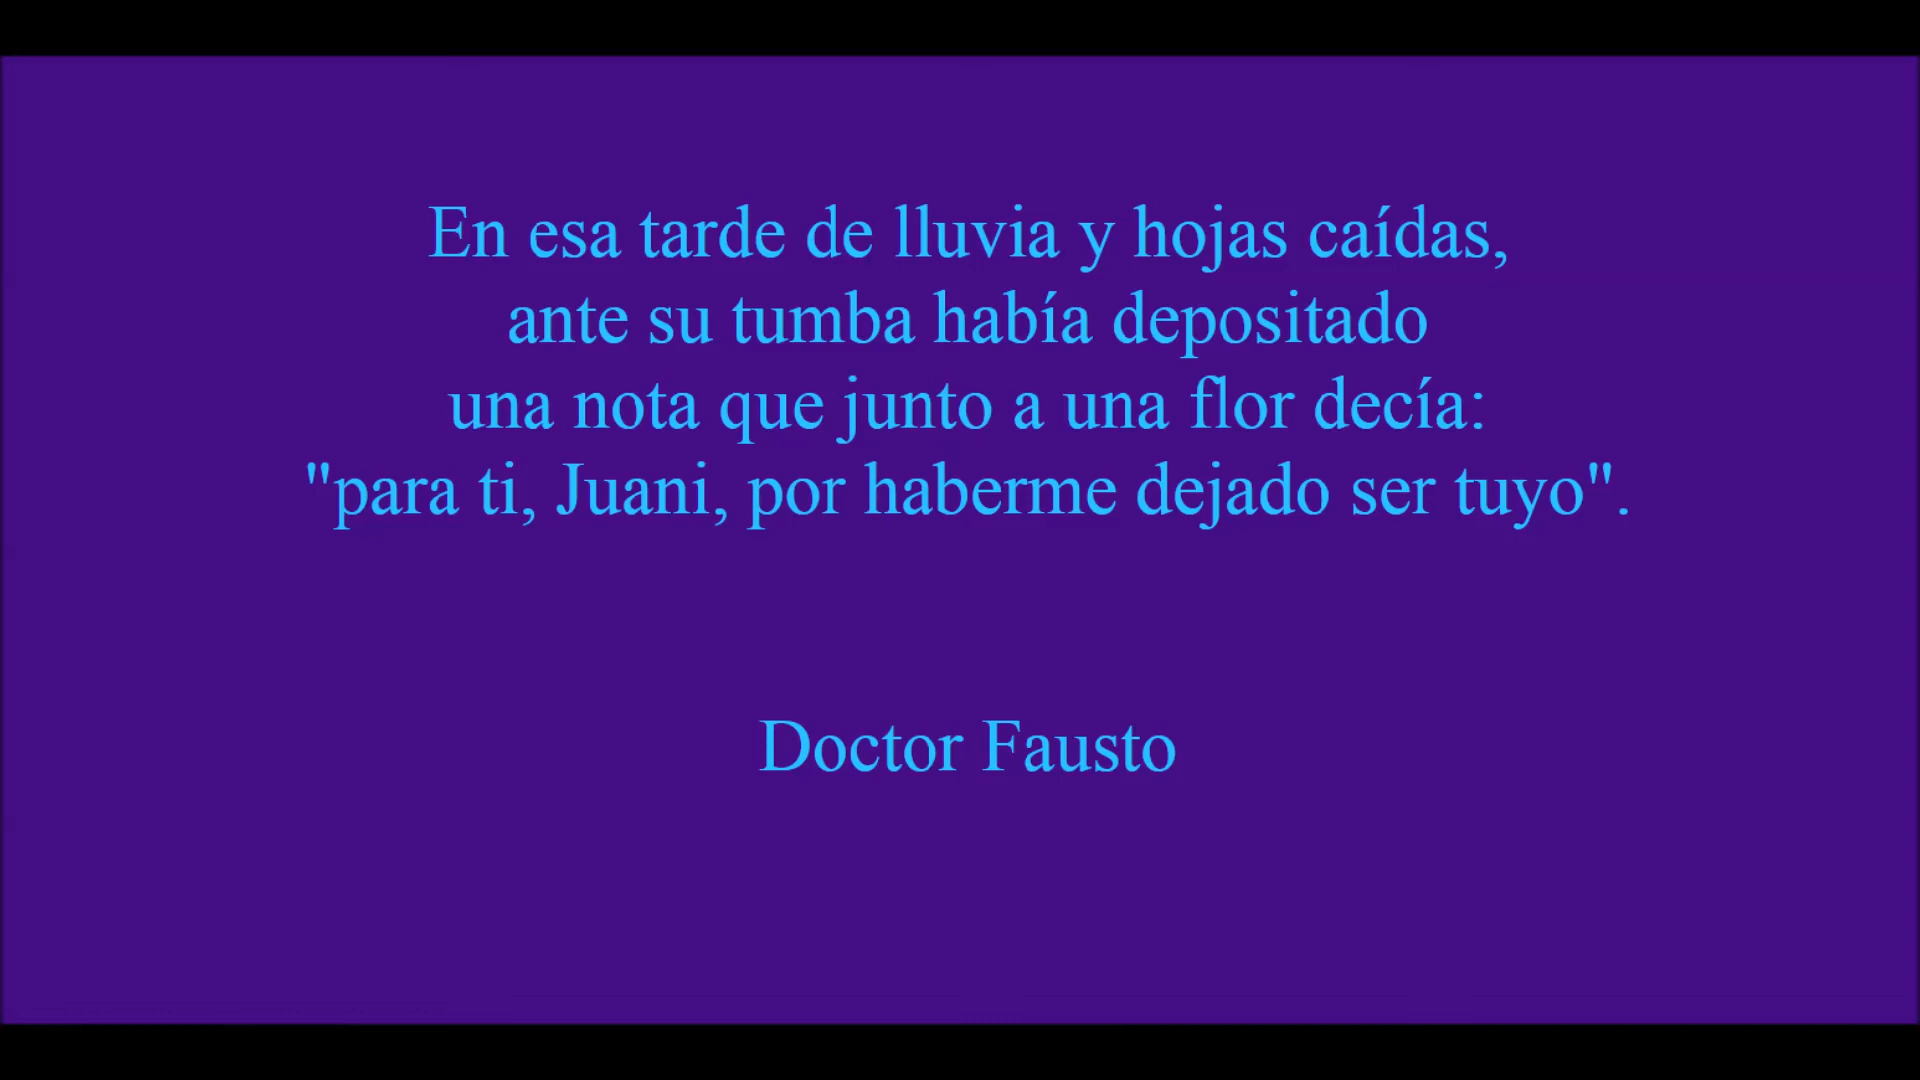 En esa tarde de lluvia y hojas caídas,
ante su tumba había depositado
una nota que junto a una flor decía:
"para ti, Juani, por haberme dejado ser tuyo".
Doctor Fausto